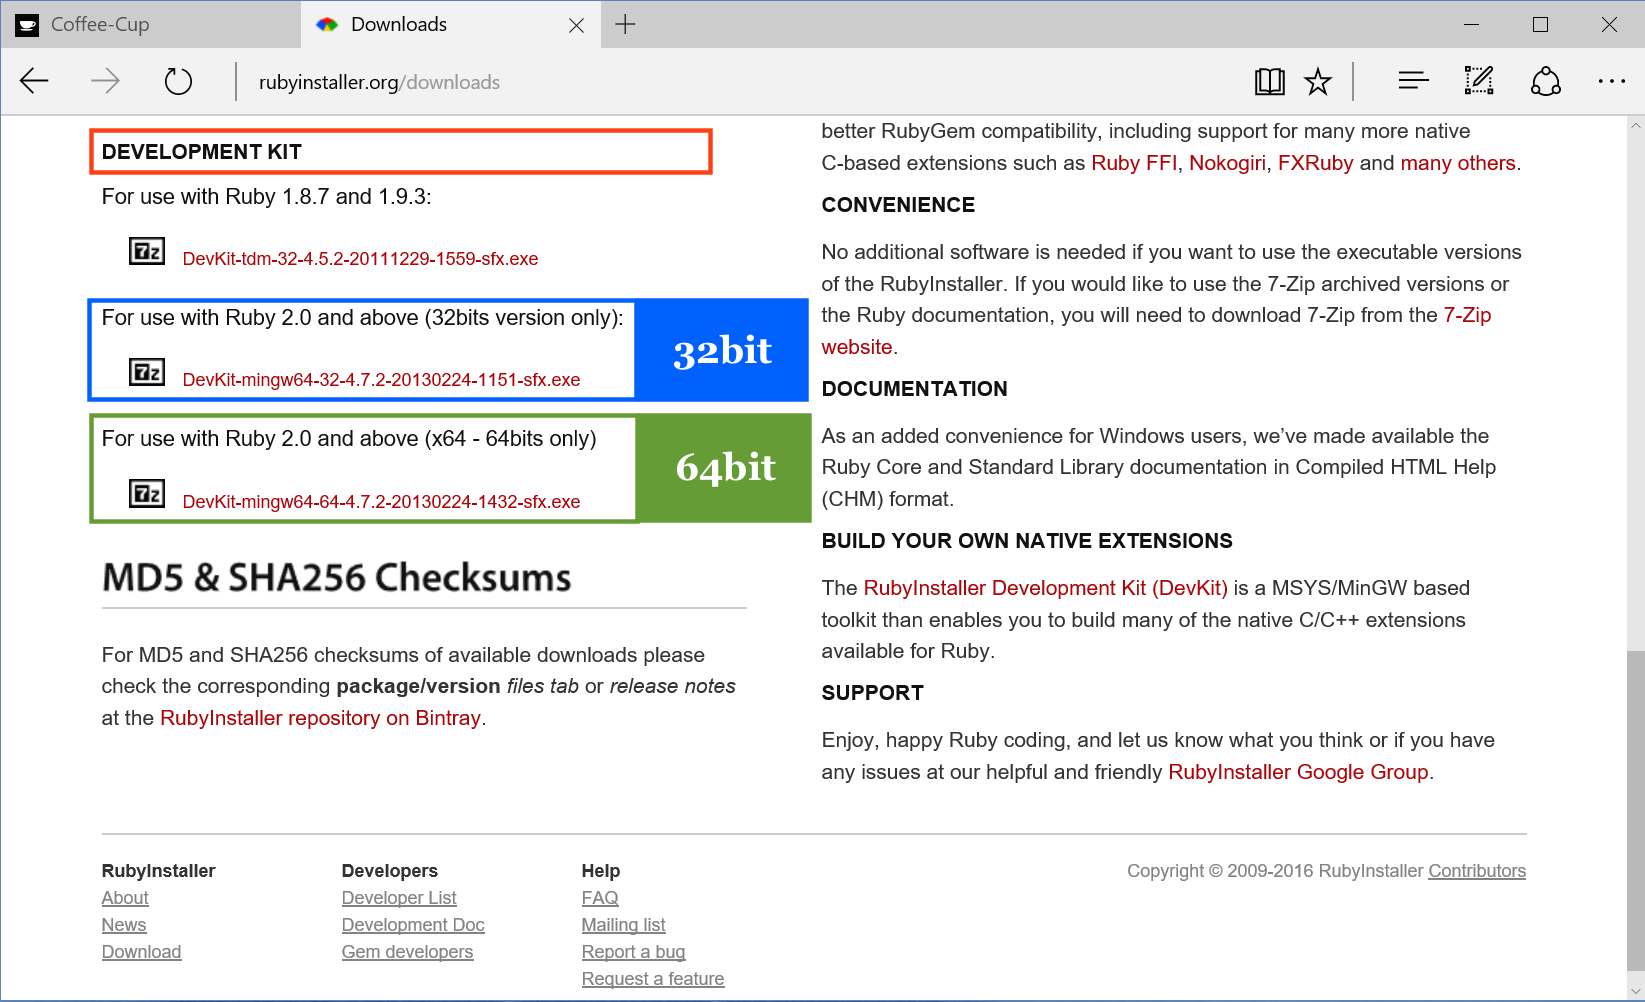 Coffee-Cup
Downloads
rubyinstaller.org/downloads
DEVELOPMENT KIT
For use with Ruby 1.8.7 and 1.9.3:
7z DevKit-tdm-32-4.5.2-20111229-1559-sfx.exe
For use with Ruby 2.0 and above (32bits version only):
7z DevKit-mingw64-32-4.7.2-20130224-1151-sfx.exe
32bit
For use with Ruby 2.0 and above (x64 - 64bits only)
7z DevKit-mingw64-64-4.7.2-20130224-1432-sfx.exe
64bit
MD5 & SHA256 Checksums
For MD5 and SHA256 checksums of available downloads please
check the corresponding package/version files tab or release notes
at the RubyInstaller repository on Bintray.
better RubyGem compatibility, including support for many more native
C-based extensions such as Ruby FFI, Nokogiri, FXRuby and many others.
CONVENIENCE
No additional software is needed if you want to use the executable versions
of the RubyInstaller. If you would like to use the 7-Zip archived versions or
the Ruby documentation, you will need to download 7-Zip from the 7-Zip
website.
DOCUMENTATION
As an added convenience for Windows users, we've made available the
Ruby Core and Standard Library documentation in Compiled HTML Help
(CHM) format.
BUILD YOUR OWN NATIVE EXTENSIONS
The RubyInstaller Development Kit (DevKit) is a MSYS/MinGW based
toolkit than enables you to build many of the native C/C++ extensions
available for Ruby.
SUPPORT
Enjoy, happy Ruby coding, and let us know what you think or if you have
any issues at our helpful and friendly RubyInstaller Google Group.
RubyInstaller
About
News
Download
Developers
Developer List
Development Doc
Gem developers
Help
FAQ
Mailing list
Report a bug
Request a feature
Copyright © 2009-2016 RubyInstaller Contributors